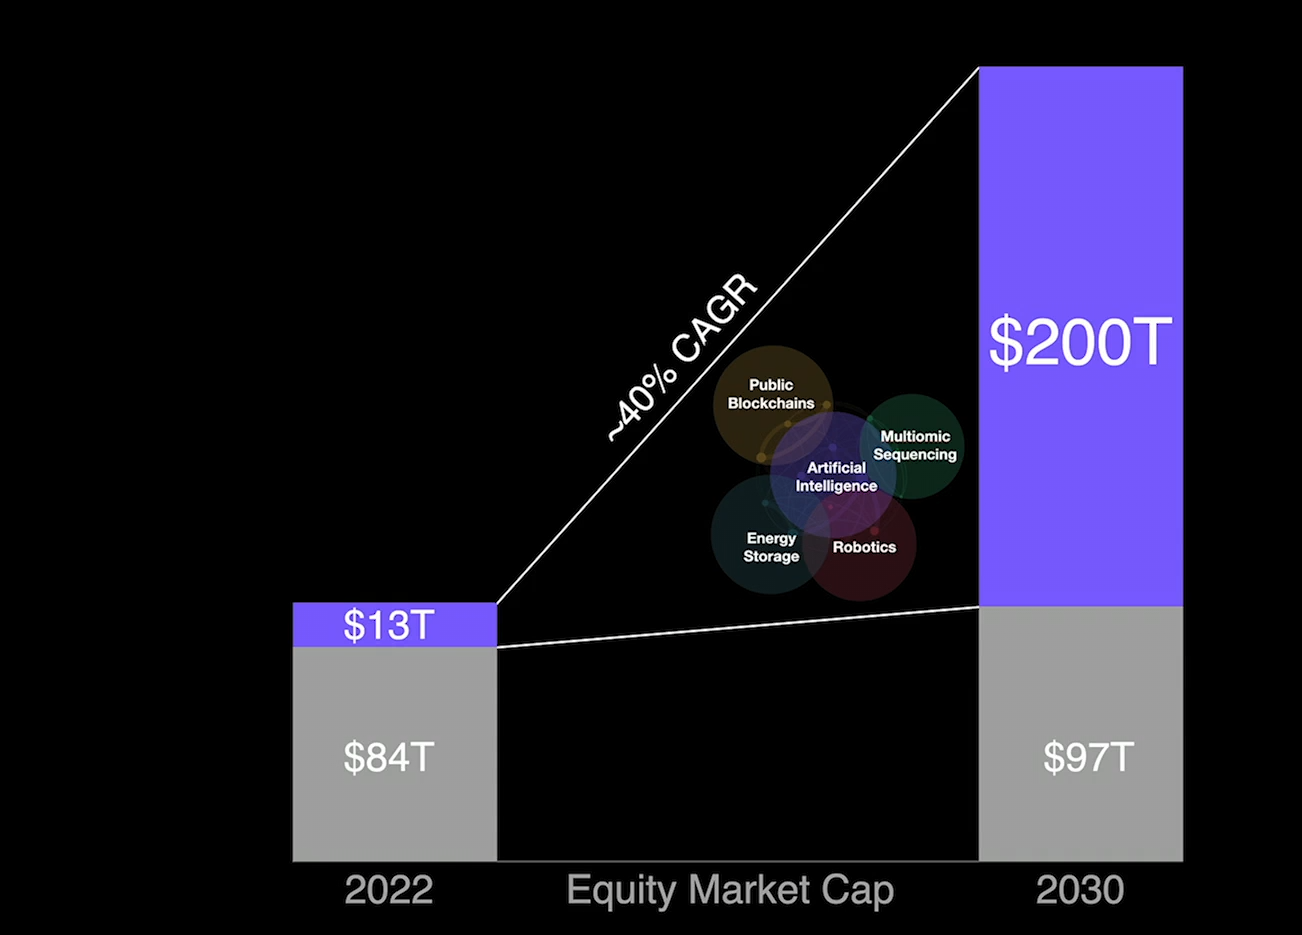 ~40% CAGR
Public
Blockchains
Multiomic
Sequencing
Artificial
Intelligence
Energy
Storage
Robotics
$200T
$13T
$84T
$97T
2022
Equity Market Cap
2030